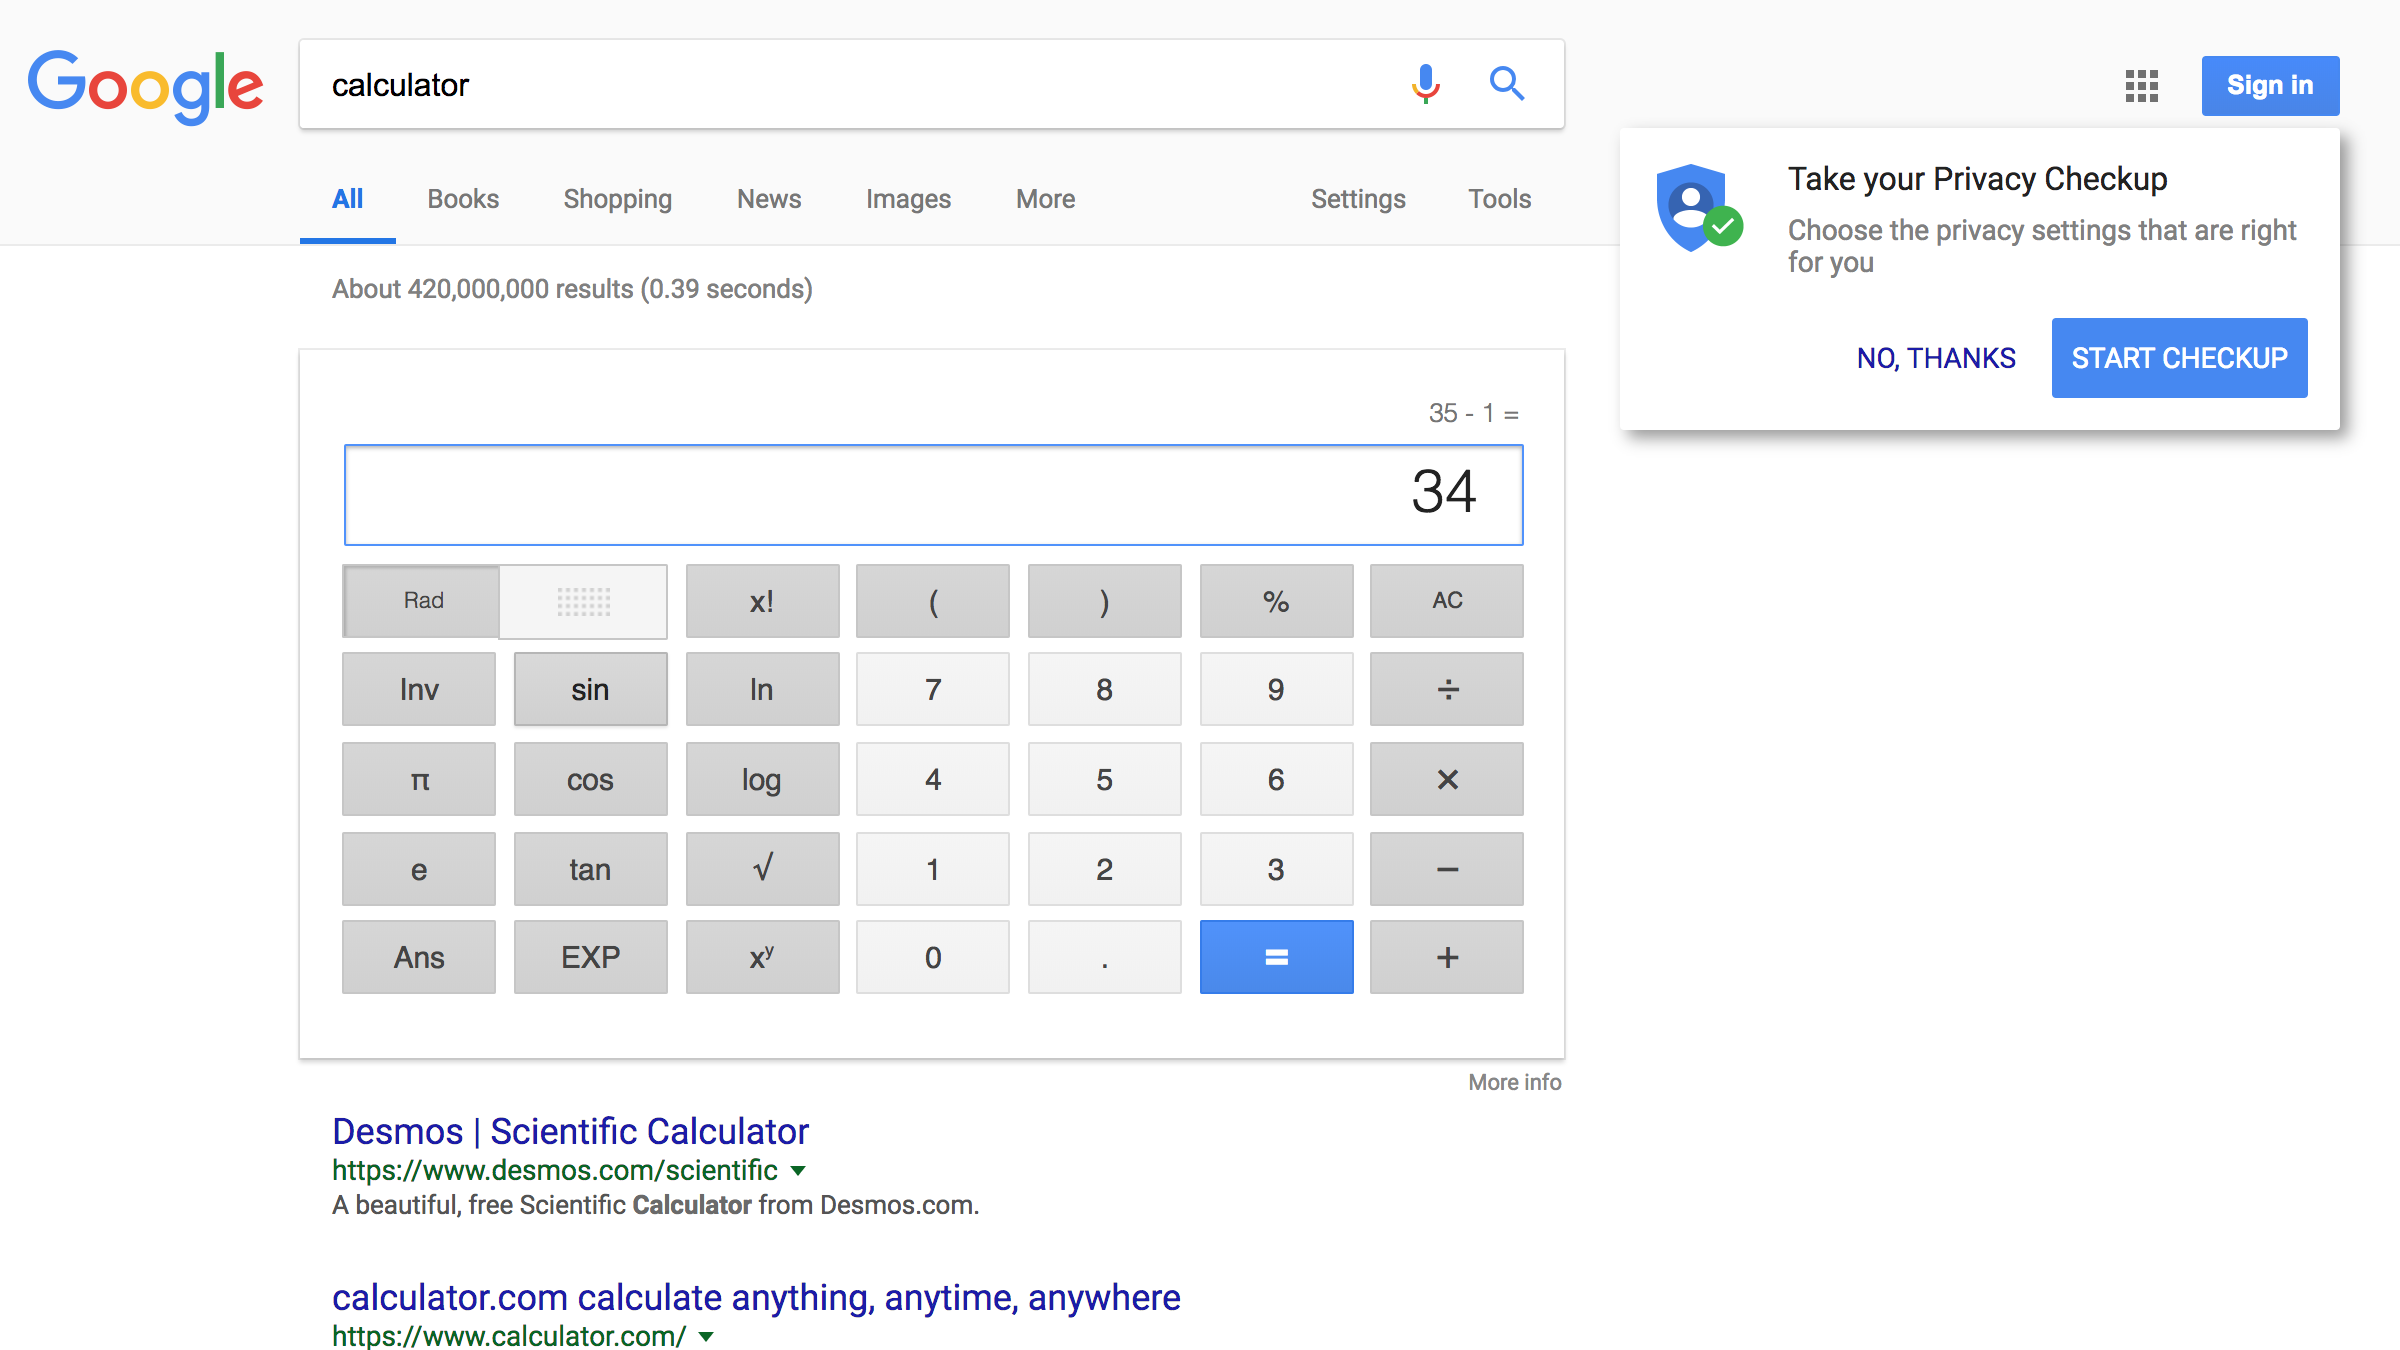 Google
calculator
Sign in
All Books Shopping News Images More Settings Tools
Take your Privacy Checkup
Choose the privacy settings that are right
for you
NO, THANKS START CHECKUP
About 420,000,000 results (0.39 seconds)
35 - 1 =
34
Rad x! ( ) % AC
Inv sin ln 7 8 9 ÷
π cos log 4 5 6 ×
e tan √ 1 2 3 −
Ans EXP xʸ 0 . = +
More info
Desmos | Scientific Calculator
https://www.desmos.com/scientific
A beautiful, free Scientific Calculator from Desmos.com.
calculator.com calculate anything, anytime, anywhere
https://www.calculator.com/